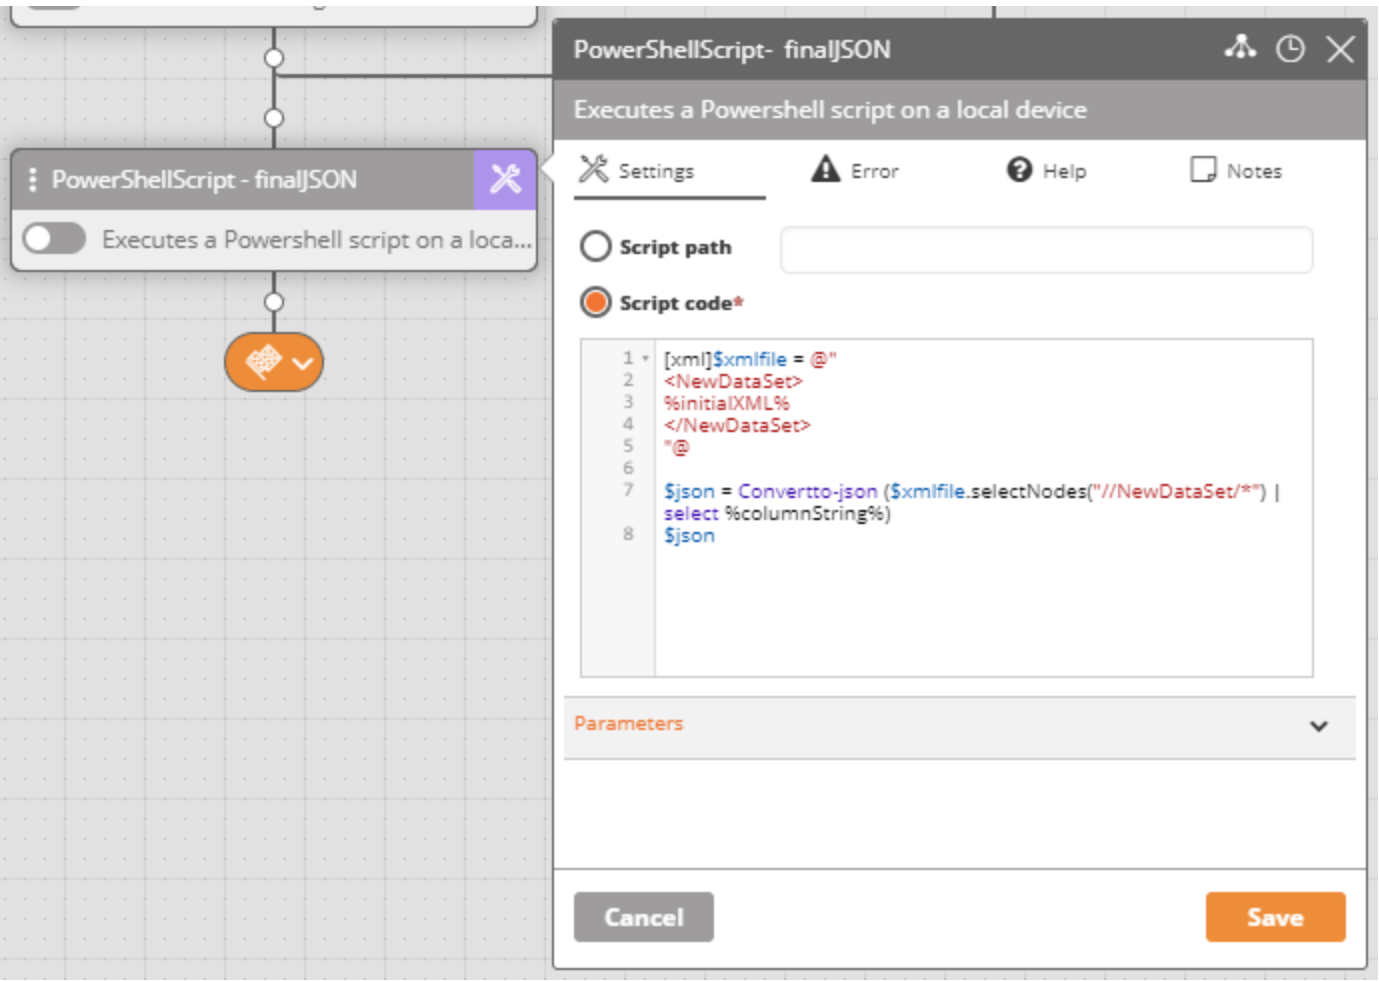 PowerShellScript - finalJSON
Executes a Powershell script on a loca...
PowerShellScript- finalJSON
Executes a Powershell script on a local device
Settings
Error
Help
Notes
Script path
Script code*
1 [xml]$xmlfile = @"
2 <NewDataSet>
3 %initialXML%
4 </NewDataSet>
5 "@
6
7 $json = Convertto-json ($xmlfile.selectNodes("//NewDataSet/*") |
select %columnString%)
8 $json
Parameters
Cancel
Save